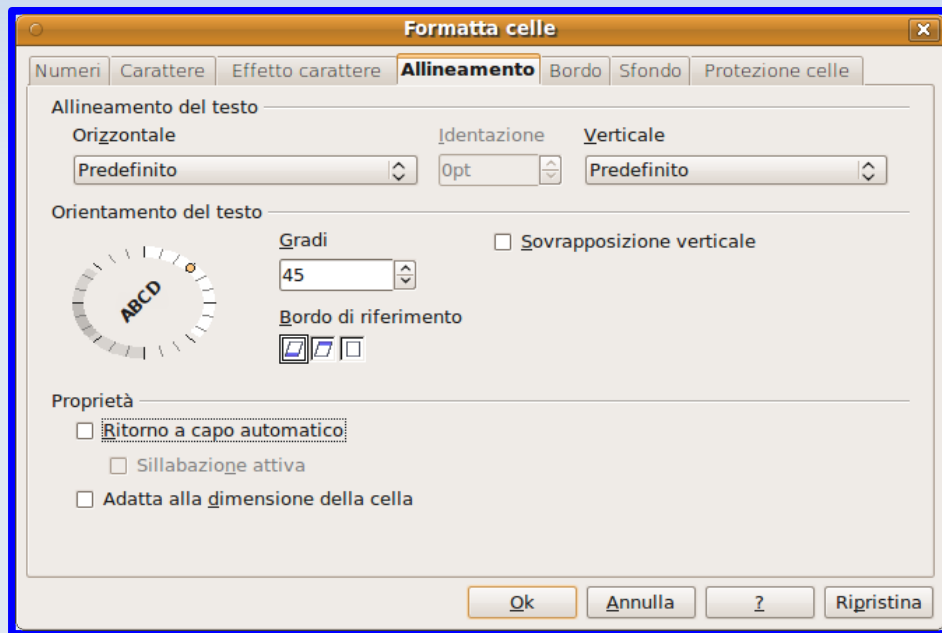 Formatta celle
Numeri Carattere Effetto carattere Allineamento Bordo Sfondo Protezione celle
Allineamento del testo
Orizzontale Identazione Verticale
Predefinito 0pt Predefinito
Orientamento del testo
Gradi Sovrapposizione verticale
45
ABCD
Bordo di riferimento
Proprietà
Ritorno a capo automatico
Sillabazione attiva
Adatta alla dimensione della cella
Ok Annulla ? Ripristina